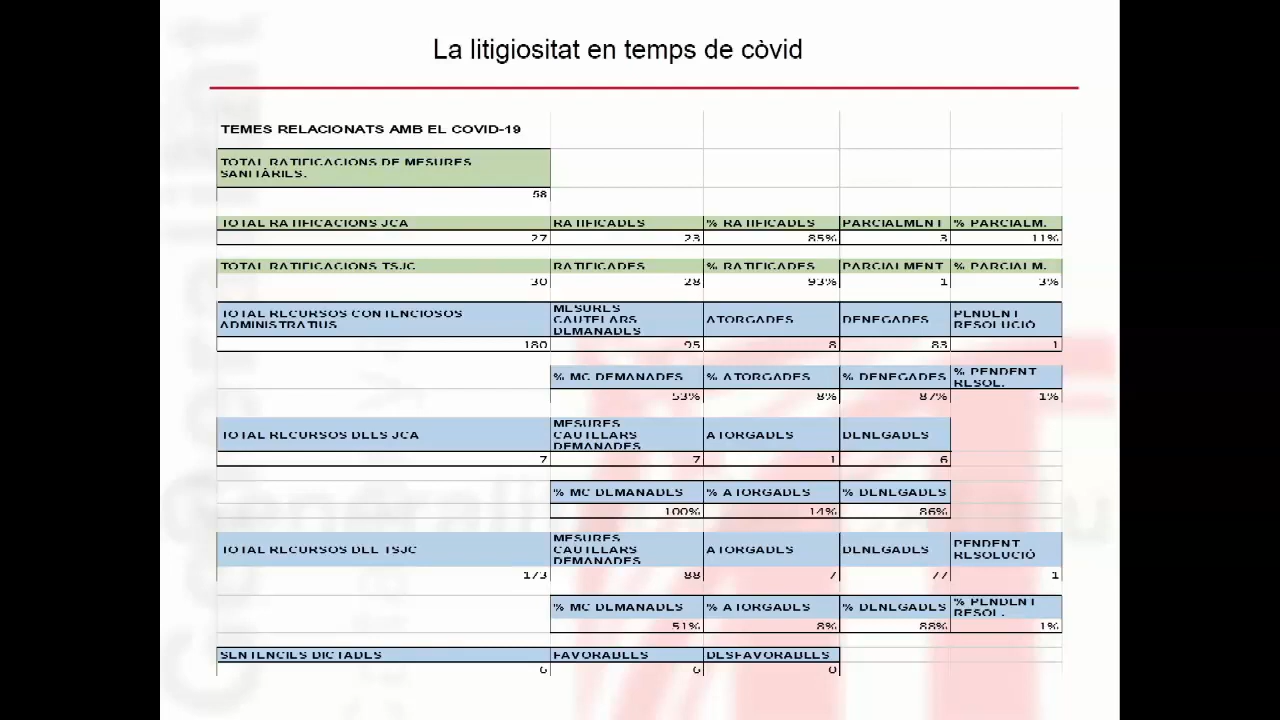 La litigiositat en temps de còvid
TEMES RELACIONATS AMB EL COVID-19
TOTAL RATIFICACIONS DE MESURES
SANITÀRIES.
58
TOTAL RATIFICACIONS JCA RATIFICADES % RATIFICADES PARCIALMENT % PARCIALM.
27 23 85% 3 11%
TOTAL RATIFICACIONS TSJC RATIFICADES % RATIFICADES PARCIALMENT % PARCIALM.
30 28 93% 1 3%
TOTAL RECURSOS CONTENCIOSOS
ADMINISTRATIUS
MESURES
CAUTELARS
DEMANADES
ATORGADES
DENEGADES
PENDENT
RESOLUCIÓ
180 95 8 83 1
% MC DEMANADES % ATORGADES % DENEGADES % PENDENT
RESOL.
53% 8% 87% 1%
TOTAL RECURSOS DELS JCA
MESURES
CAUTELARS
DEMANADES
ATORGADES
DENEGADES
7 7 1 6
% MC DEMANADES % ATORGADES % DENEGADES
100% 14% 86%
TOTAL RECURSOS DEL TSJC
MESURES
CAUTELARS
DEMANADES
ATORGADES
DENEGADES
PENDENT
RESOLUCIÓ
173 88 7 77 1
% MC DEMANADES % ATORGADES % DENEGADES % PENDENT
RESOL.
51% 8% 88% 1%
SENTENCIES DICTADES FAVORABLES DESFAVORABLES
6 6 0